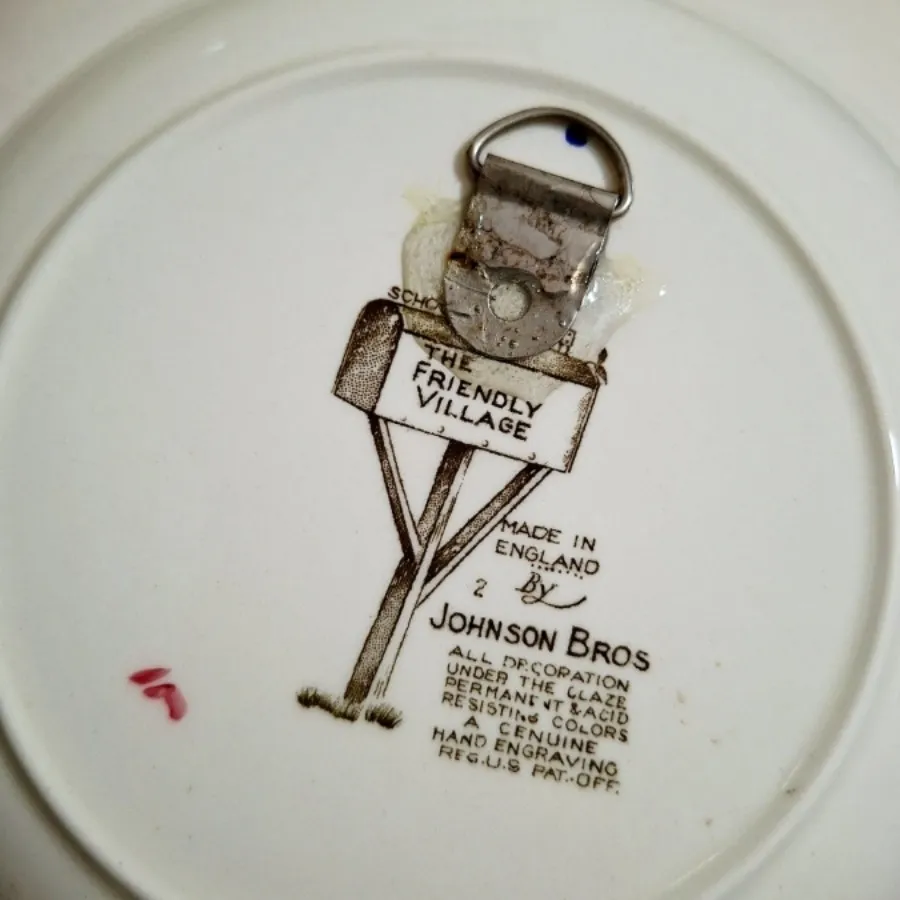 SCHO
THE
FRIENDLY
VILLAGE
MADE IN
ENGLAND
2 By
JOHNSON BROS
ALL DECORATION
UNDER THE GLAZE
PERMANENT & ACID
RESISTING COLORS
A GENUINE
HAND ENGRAVING
REG. U.S PAT. OFF.